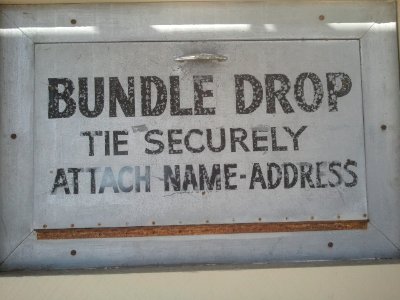 BUNDLE DROP
TIE SECURELY
ATTACH NAME-ADDRESS